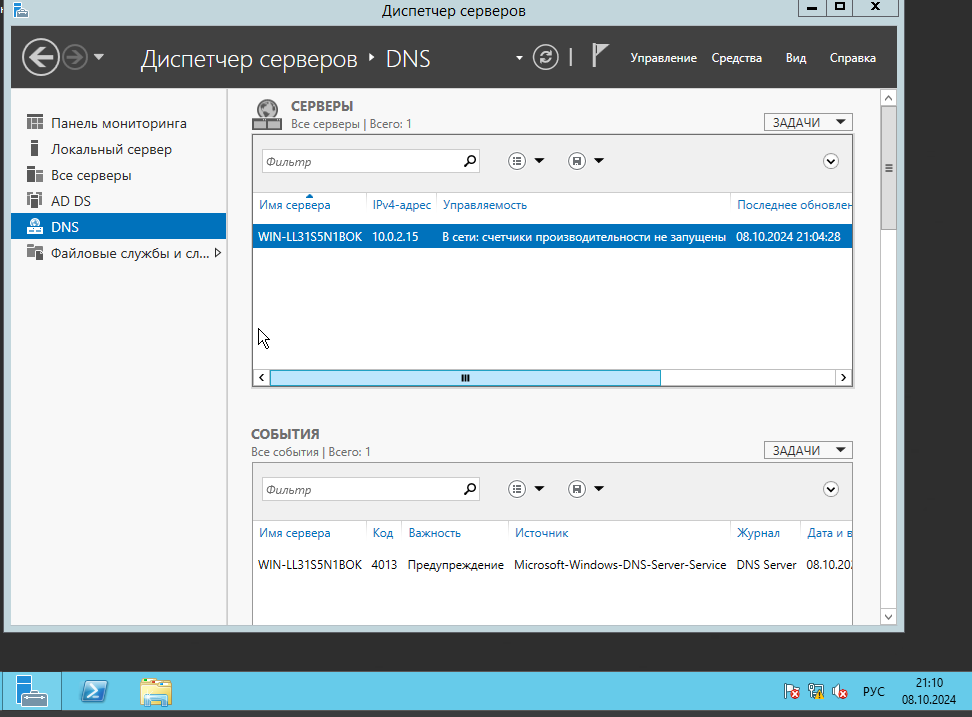 Диспетчер серверов
Диспетчер серверов ‣ DNS
Управление Средства Вид Справка
Панель мониторинга
Локальный сервер
Все серверы
AD DS
DNS
Файловые службы и сл...
СЕРВЕРЫ
Все серверы | Всего: 1
ЗАДАЧИ
Фильтр
Имя сервера IPv4-адрес Управляемость Последнее обновлен
WIN-LL31S5N1BOK 10.0.2.15 В сети: счетчики производительности не запущены 08.10.2024 21:04:28
СОБЫТИЯ
Все события | Всего: 1
ЗАДАЧИ
Фильтр
Имя сервера Код Важность Источник Журнал Дата и в
WIN-LL31S5N1BOK 4013 Предупреждение Microsoft-Windows-DNS-Server-Service DNS Server 08.10.20
РУС
21:10
08.10.2024